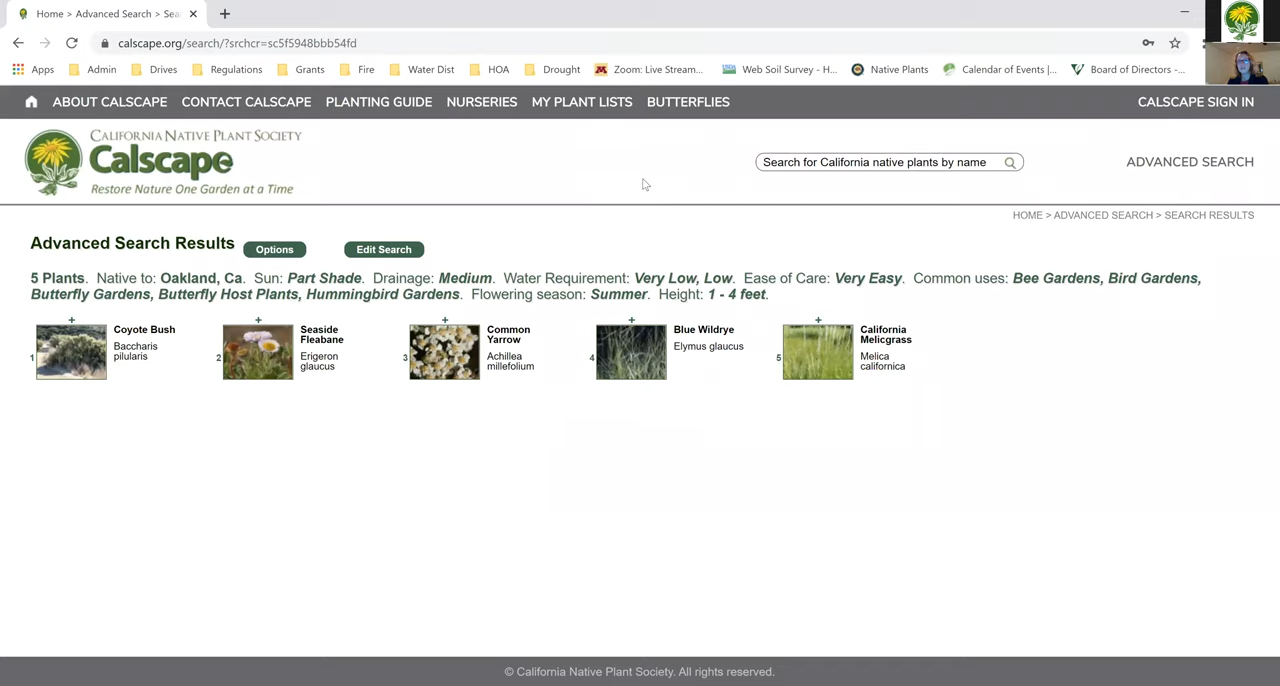 Home > Advanced Search > Sea
calscape.org/search/?srchcr=sc5f5948bbb54fd
Apps Admin Drives Regulations Grants Fire Water Dist HOA Drought Zoom: Live Stream... Web Soil Survey - H... Native Plants Calendar of Events |... Board of Directors -...
ABOUT CALSCAPE CONTACT CALSCAPE PLANTING GUIDE NURSERIES MY PLANT LISTS BUTTERFLIES CALSCAPE SIGN IN
CALIFORNIA NATIVE PLANT SOCIETY
Calscape
Restore Nature One Garden at a Time
Search for California native plants by name
ADVANCED SEARCH
HOME > ADVANCED SEARCH > SEARCH RESULTS
Advanced Search Results Options Edit Search
5 Plants. Native to: Oakland, Ca. Sun: Part Shade. Drainage: Medium. Water Requirement: Very Low, Low. Ease of Care: Very Easy. Common uses: Bee Gardens, Bird Gardens,
Butterfly Gardens, Butterfly Host Plants, Hummingbird Gardens. Flowering season: Summer. Height: 1 - 4 feet.
+
1
Coyote Bush
Baccharis
pilularis
+
2
Seaside
Fleabane
Erigeron
glaucus
+
3
Common
Yarrow
Achillea
millefolium
+
4
Blue Wildrye
Elymus glaucus
+
5
California
Melicgrass
Melica
californica
© California Native Plant Society. All rights reserved.